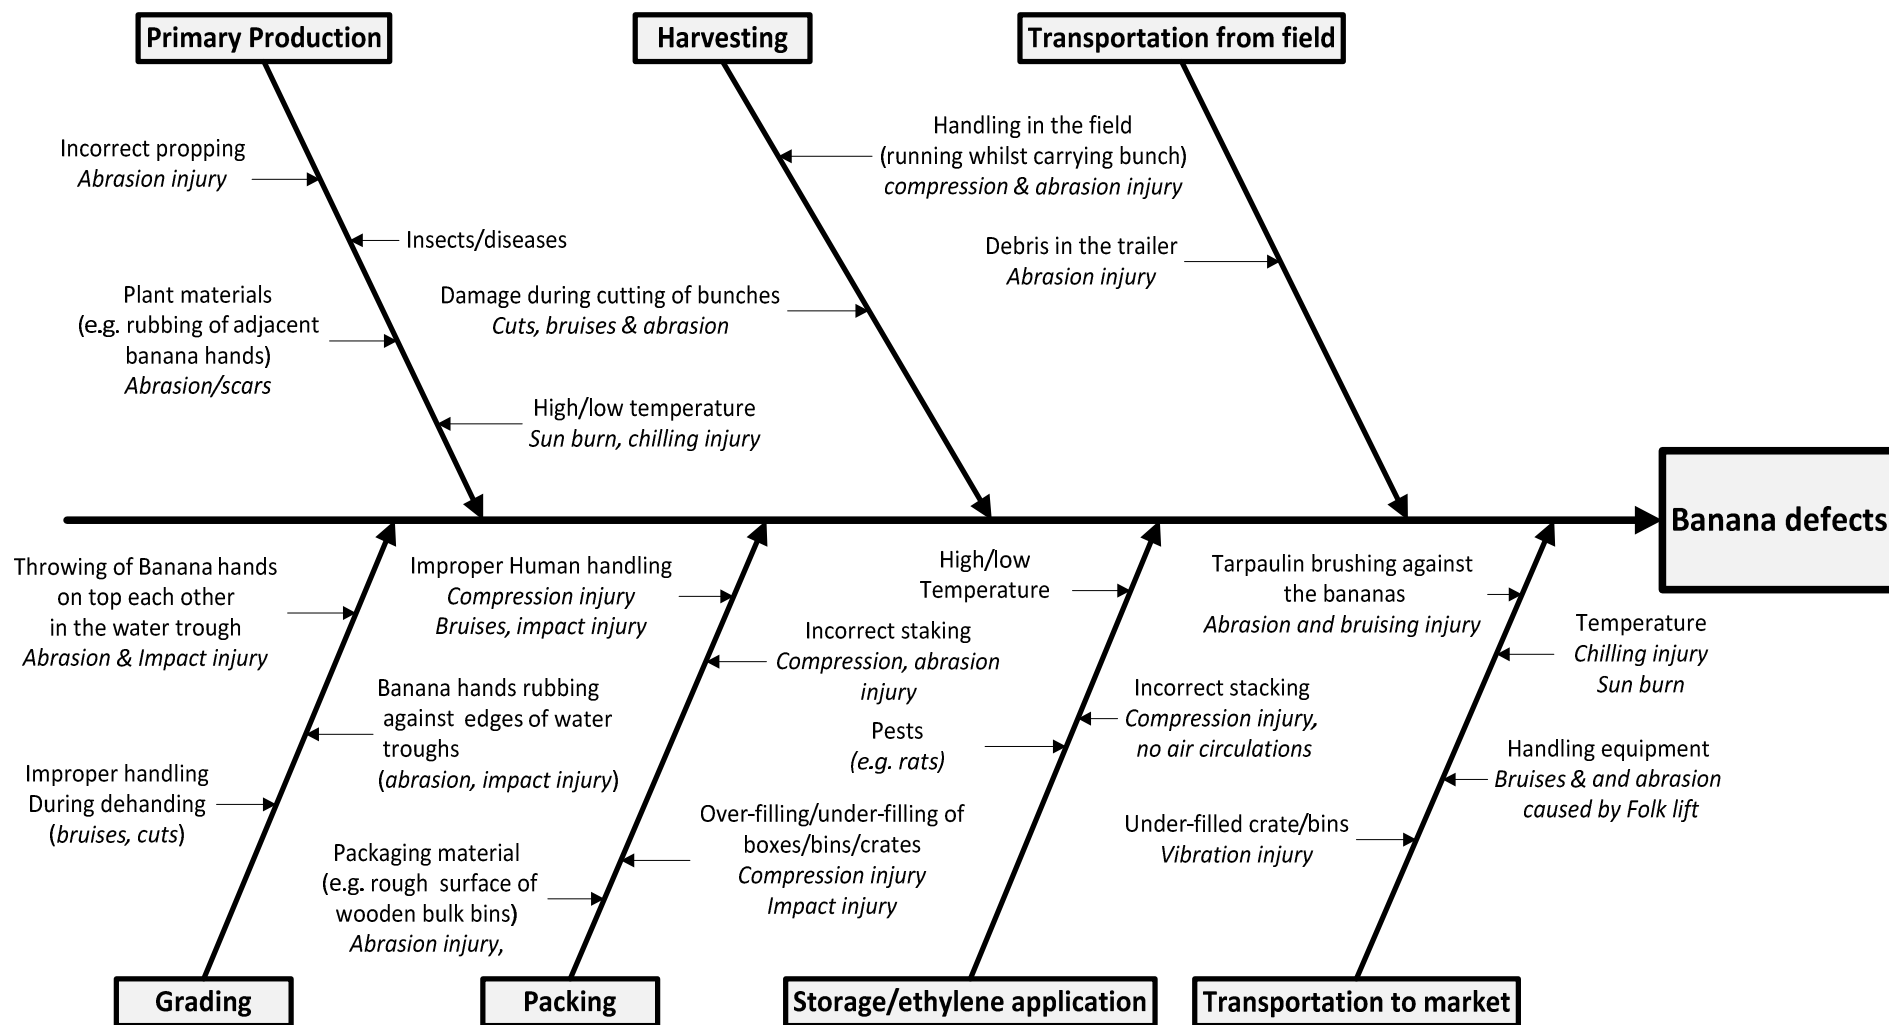 Primary Production
Harvesting
Transportation from field
Incorrect propping
Abrasion injury
Insects/diseases
Plant materials
(e.g. rubbing of adjacent
banana hands)
Abrasion/scars
High/low temperature
Sun burn, chilling injury
Handling in the field
(running whilst carrying bunch)
compression & abrasion injury
Damage during cutting of bunches
Cuts, bruises & abrasion
Debris in the trailer
Abrasion injury
Banana defects
Throwing of Banana hands
on top each other
in the water trough
Abrasion & Impact injury
Banana hands rubbing
against edges of water
troughs
(abrasion, impact injury)
Improper handling
During dehanding
(bruises, cuts)
Improper Human handling
Compression injury
Bruises, impact injury
Incorrect staking
Compression, abrasion
injury
Over-filling/under-filling of
boxes/bins/crates
Compression injury
Impact injury
Packaging material
(e.g. rough surface of
wooden bulk bins)
Abrasion injury,
High/low
Temperature
Incorrect stacking
Compression injury,
no air circulations
Pests
(e.g. rats)
Tarpaulin brushing against
the bananas
Abrasion and bruising injury
Temperature
Chilling injury
Sun burn
Handling equipment
Bruises & and abrasion
caused by Folk lift
Under-filled crate/bins
Vibration injury
Grading
Packing
Storage/ethylene application
Transportation to market